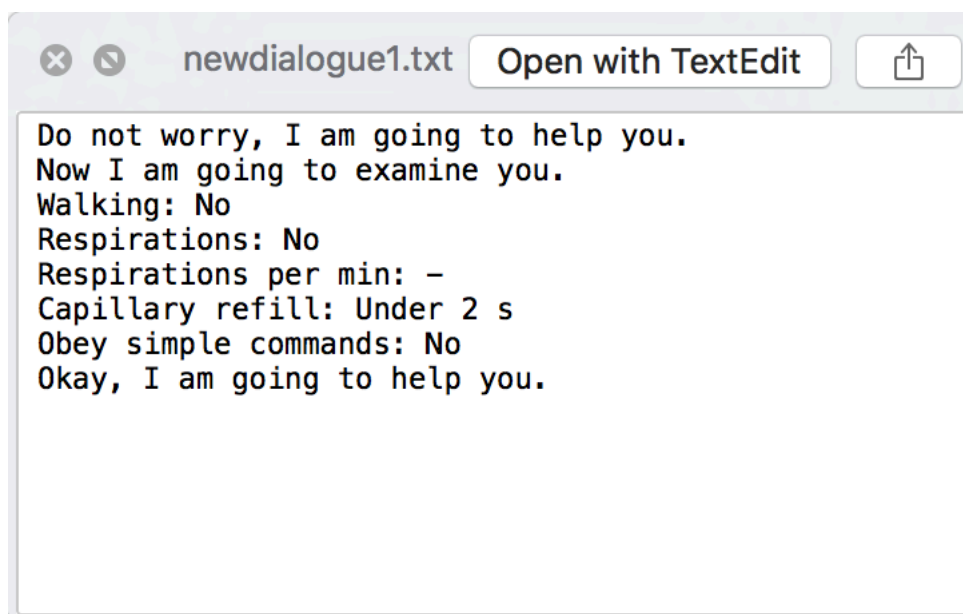 newdialogue1.txt Open with TextEdit
Do not worry, I am going to help you.
Now I am going to examine you.
Walking: No
Respirations: No
Respirations per min: –
Capillary refill: Under 2 s
Obey simple commands: No
Okay, I am going to help you.